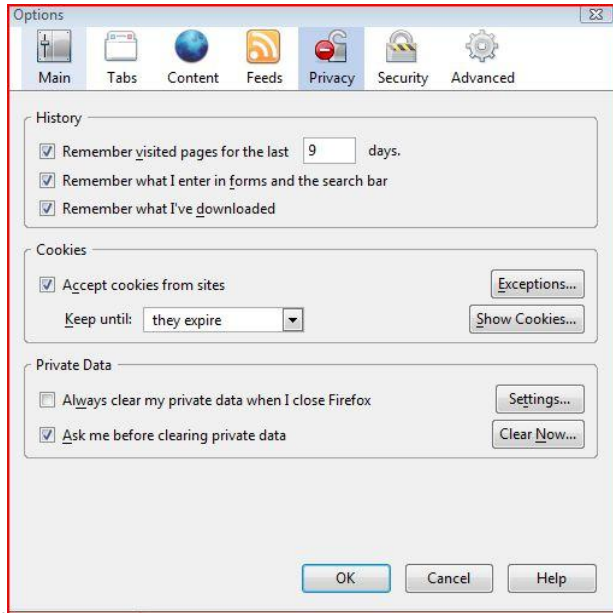 Options
Main Tabs Content Feeds Privacy Security Advanced
History
Remember visited pages for the last 9 days.
Remember what I enter in forms and the search bar
Remember what I've downloaded
Cookies
Accept cookies from sites Exceptions...
Keep until: they expire Show Cookies...
Private Data
Always clear my private data when I close Firefox Settings...
Ask me before clearing private data Clear Now...
OK Cancel Help